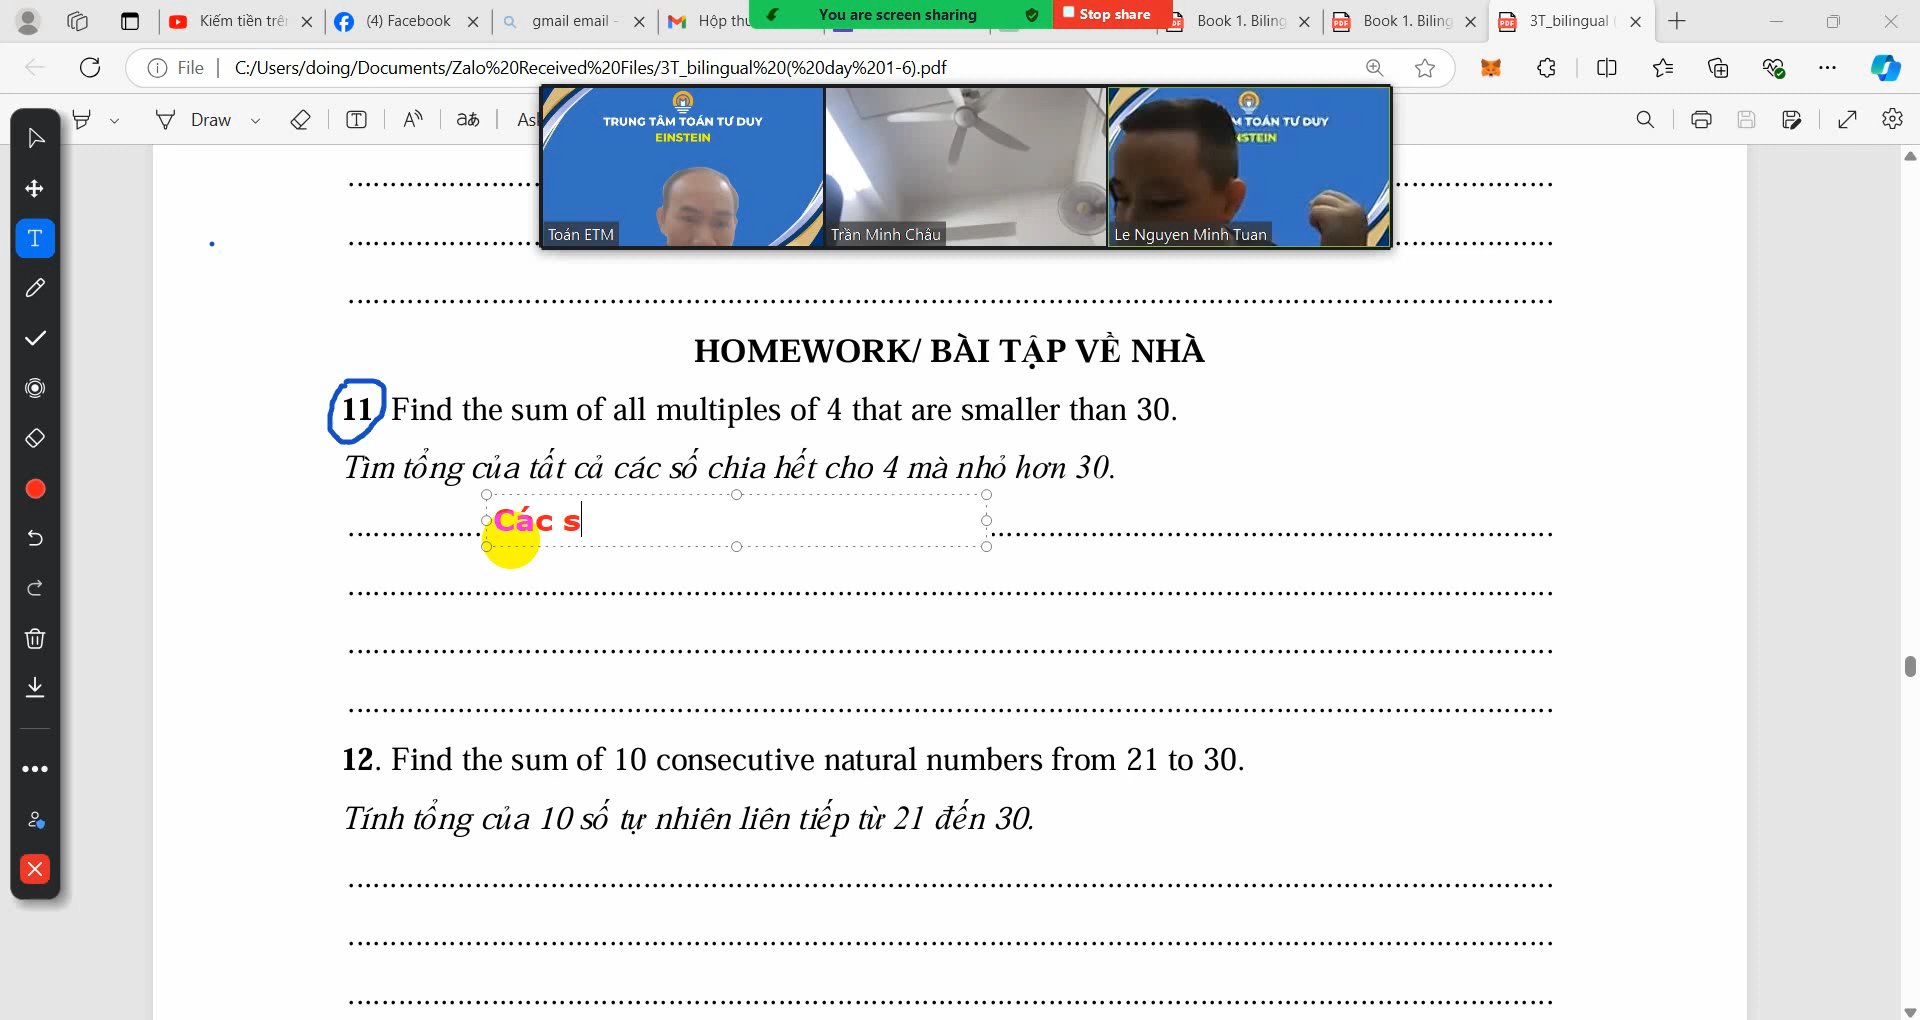 Kiếm tiền trê
(4) Facebook
gmail email -
Hộp thư
You are screen sharing
Stop share
Book 1. Biling
Book 1. Biling
3T_bilingual (
File
C:/Users/doing/Documents/Zalo%20Received%20Files/3T_bilingual%20(%20day%201-6).pdf
Draw
As
TRUNG TÂM TOÁN TƯ DUY
EINSTEIN
Toán ETM
Trần Minh Châu
M TOÁN TƯ DUY
NSTEIN
Le Nguyen Minh Tuan
HOMEWORK/ BÀI TẬP VỀ NHÀ
11. Find the sum of all multiples of 4 that are smaller than 30.
Tìm tổng của tất cả các số chia hết cho 4 mà nhỏ hơn 30.
Các s
12. Find the sum of 10 consecutive natural numbers from 21 to 30.
Tính tổng của 10 số tự nhiên liên tiếp từ 21 đến 30.